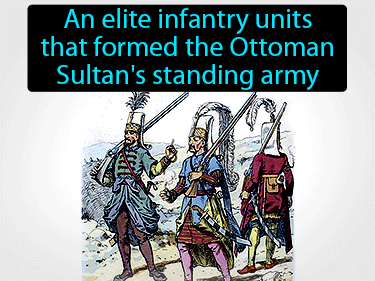 An elite infantry units
that formed the Ottoman
Sultan's standing army